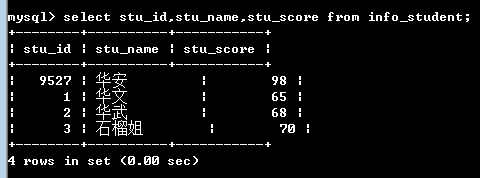 mysql> select stu_id,stu_name,stu_score from info_student;
+--------+----------+-----------+
| stu_id | stu_name | stu_score |
+--------+----------+-----------+
| 9527 | 华安 | 98 |
| 1 | 华文 | 65 |
| 2 | 华武 | 68 |
| 3 | 石榴姐 | 70 |
+--------+----------+-----------+
4 rows in set (0.00 sec)